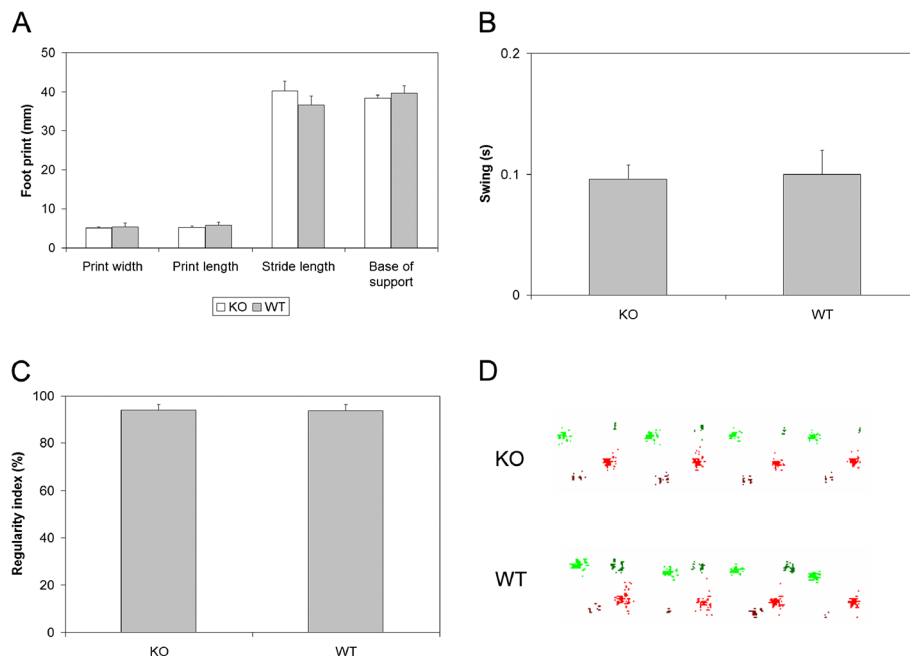 A
50
40
30
20
10
0
Foot print (mm)
Print width
Print length
Stride length
Base of
support
KO
WT
B
0.2
0.1
0
Swing (s)
KO
WT
C
100
80
60
40
20
0
Regularity index (%)
KO
WT
D
KO
WT